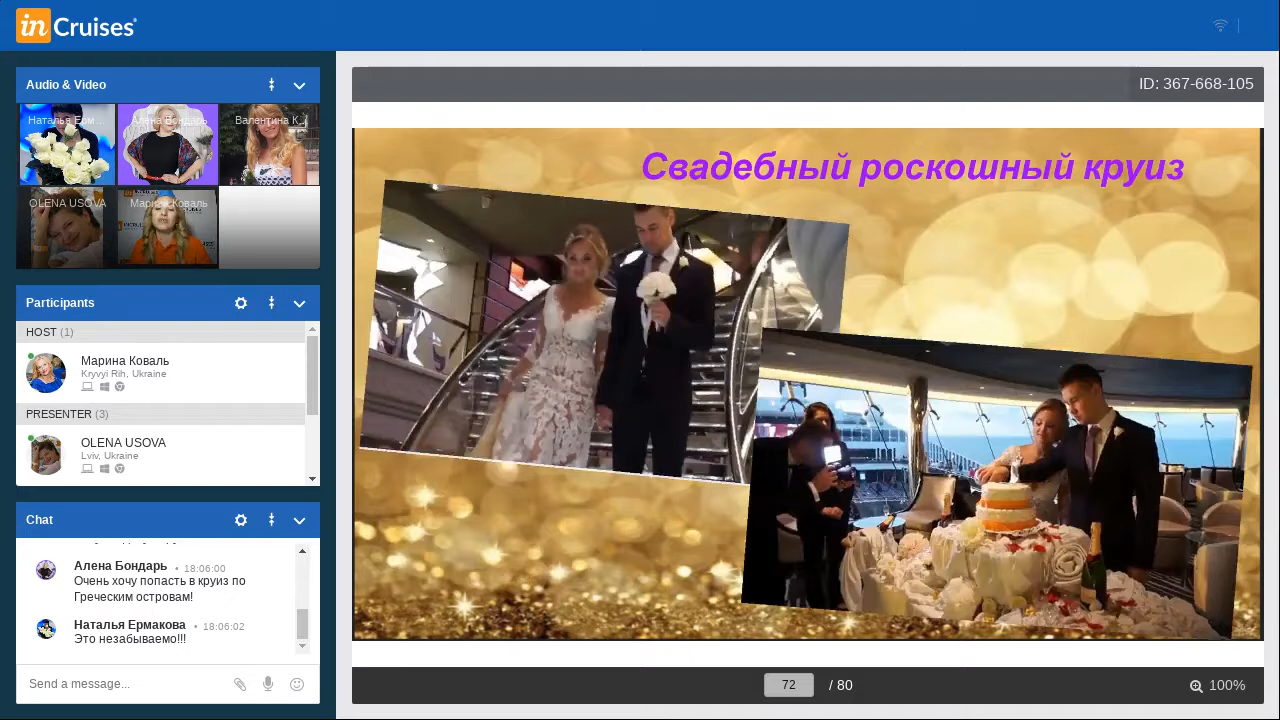 in Cruises
Audio & Video
ID: 367-668-105
Наталья Ерм...
Алена Бондарь
Валентина К...
OLENA USOVA
Марина Коваль
Participants
HOST (1)
Марина Коваль
Kryvyi Rih, Ukraine
PRESENTER (3)
OLENA USOVA
Lviv, Ukraine
Chat
Алена Бондарь • 18:06:00
Очень хочу попасть в круиз по
Греческим островам!
Наталья Ермакова • 18:06:02
Это незабываемо!!!
Send a message...
Свадебный роскошный круиз
72 / 80
100%